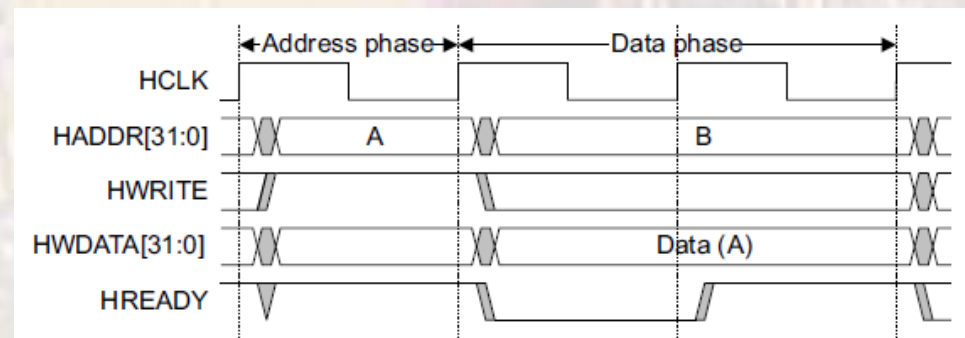 Address phase Data phase
HCLK
HADDR[31:0] A B
HWRITE
HWDATA[31:0] Data (A)
HREADY